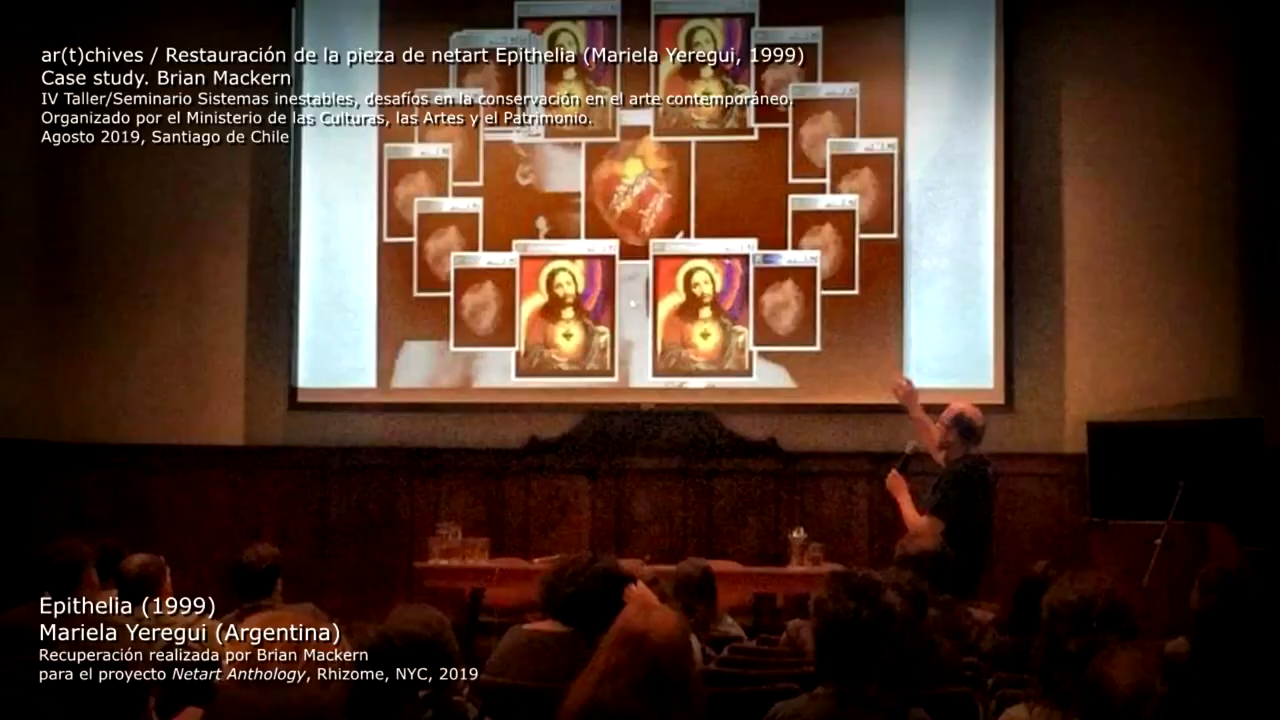 ar(t)chives / Restauración de la pieza de netart Epithelia (Mariela Yeregui, 1999)
Case study. Brian Mackern
IV Taller/Seminario Sistemas inestables, desafíos en la conservación en el arte contemporáneo.
Organizado por el Ministerio de las Culturas, las Artes y el Patrimonio.
Agosto 2019, Santiago de Chile
Epithelia (1999)
Mariela Yeregui (Argentina)
Recuperación realizada por Brian Mackern
para el proyecto Netart Anthology, Rhizome, NYC, 2019